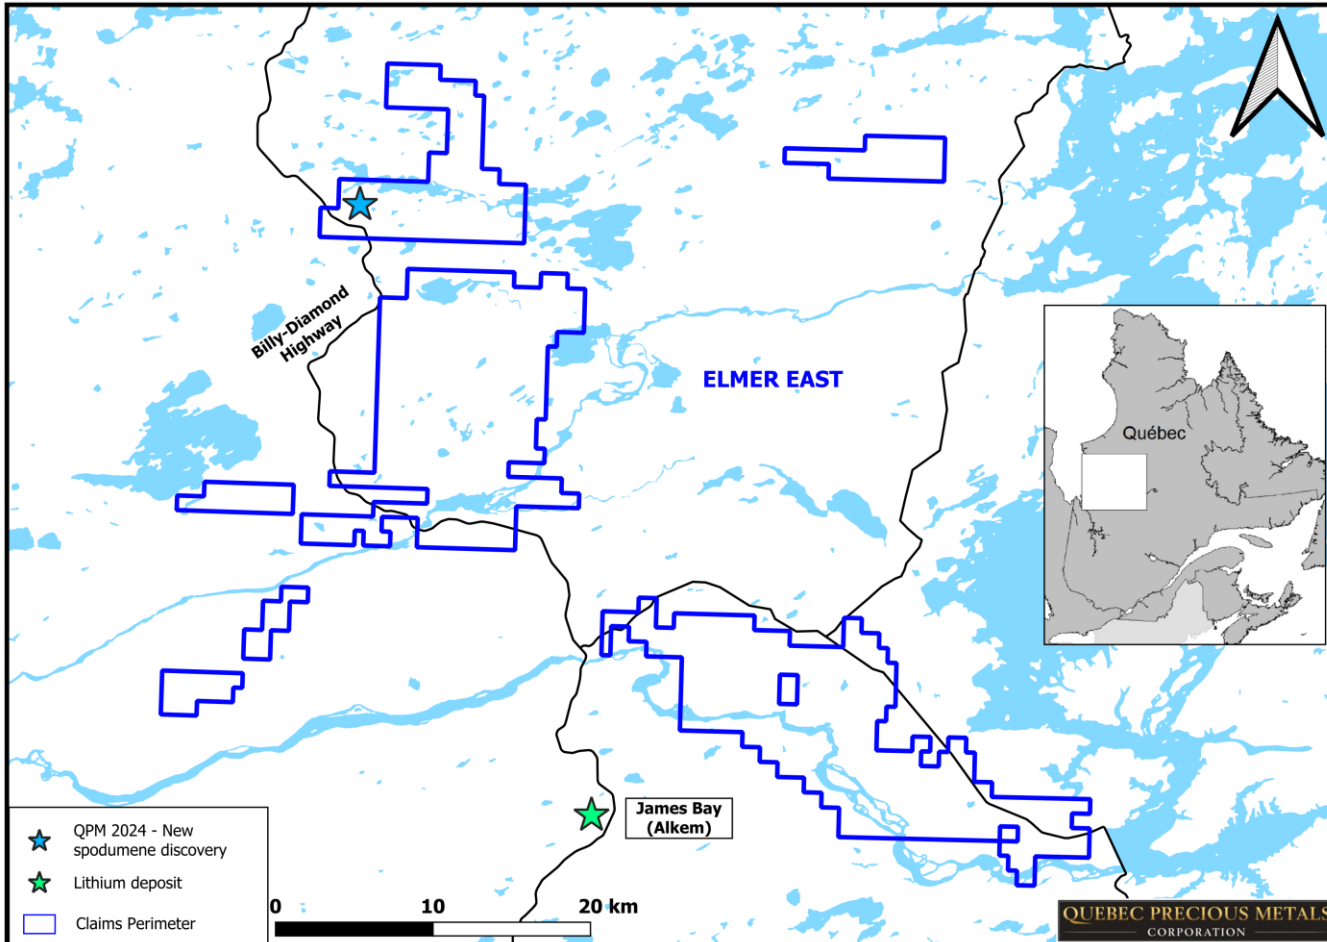 Billy-Diamond
Highway
ELMER EAST
Québec
James Bay
(Alkem)
QPM 2024 - New
spodumene discovery
Lithium deposit
Claims Perimeter
0 10 20 km
QUEBEC PRECIOUS METALS
CORPORATION